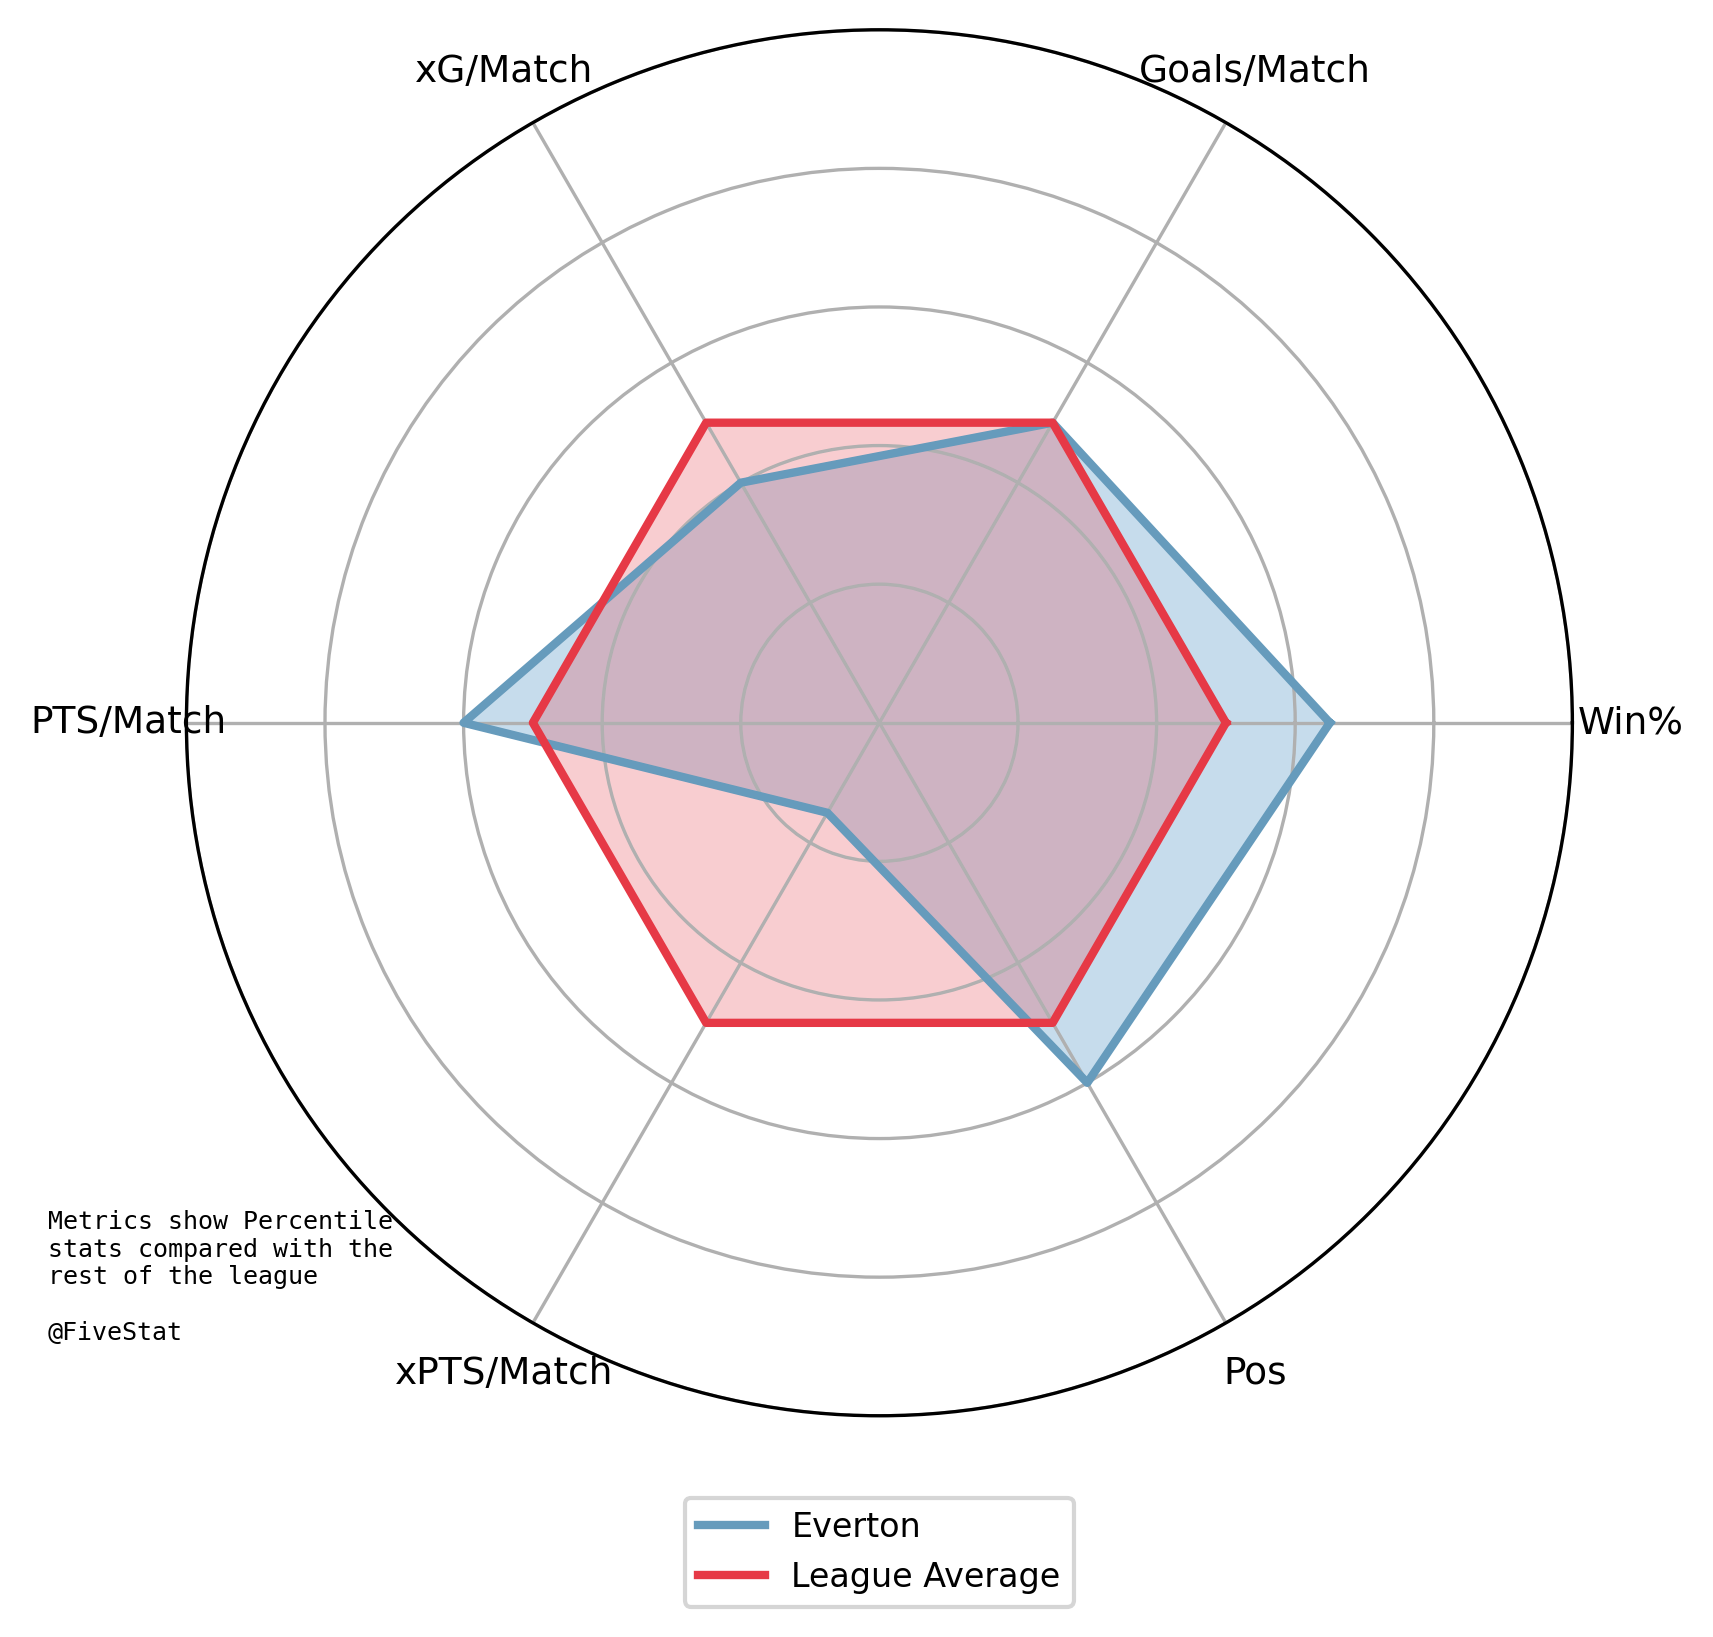 xG/Match
Goals/Match
PTS/Match
Win%
Metrics show Percentile
stats compared with the
rest of the league
@FiveStat
xPTS/Match
Pos
Everton
League Average